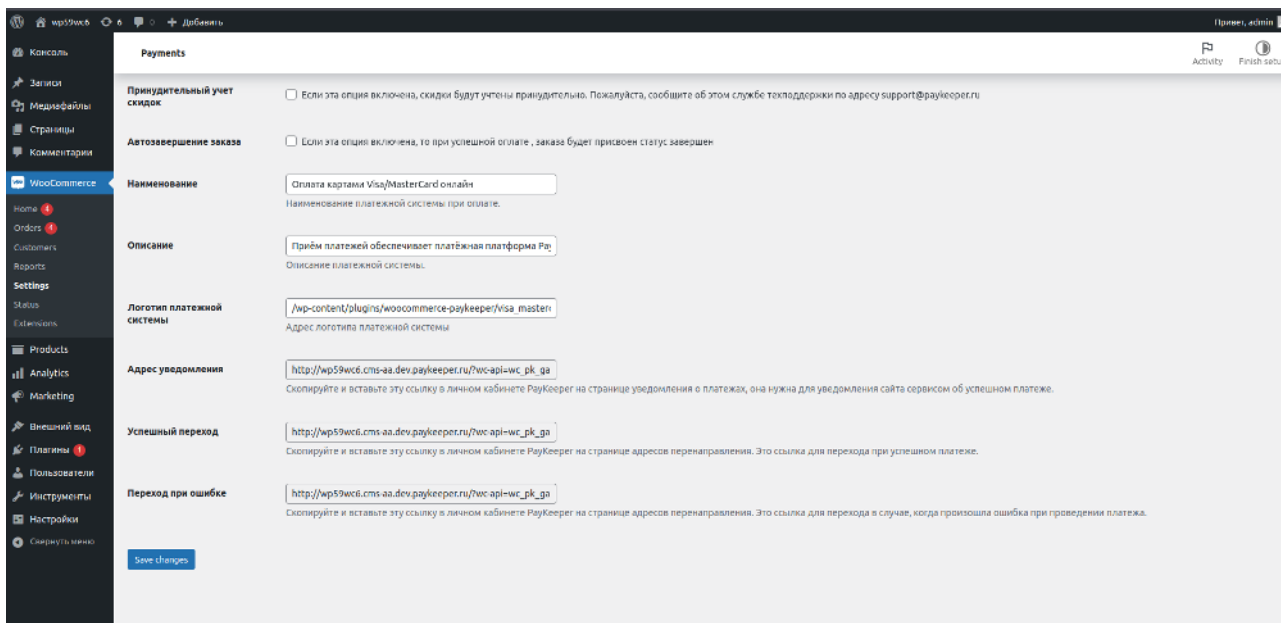 wp59wc6 6 0 + Добавить Привет, admin
Консоль
Записи
Медиафайлы
Страницы
Комментарии
WooCommerce
Home 4
Orders 4
Customers
Reports
Settings
Status
Extensions
Products
Analytics
Marketing
Внешний вид
Плагины 1
Пользователи
Инструменты
Настройки
Свернуть меню
Payments
Activity
Finish setu
Принудительный учет скидок
Если эта опция включена, скидки будут учтены принудительно. Пожалуйста, сообщите об этом службе техподдержки по адресу support@paykeeper.ru
Автозавершение заказа
Если эта опция включена, то при успешной оплате , заказа будет присвоен статус завершен
Наименование
Оплата картами Visa/MasterCard онлайн
Наименование платежной системы при оплате.
Описание
Приём платежей обеспечивает платёжная платформа Pay
Описание платежной системы.
Логотип платежной системы
/wp-content/plugins/woocommerce-paykeeper/visa_masterc
Адрес логотипа платежной системы
Адрес уведомления
http://wp59wc6.cms-aa.dev.paykeeper.ru/?wc-api=wc_pk_ga
Скопируйте и вставьте эту ссылку в личном кабинете PayKeeper на странице уведомления о платежах, она нужна для уведомления сайта сервисом об успешном платеже.
Успешный переход
http://wp59wc6.cms-aa.dev.paykeeper.ru/?wc-api=wc_pk_ga
Скопируйте и вставьте эту ссылку в личном кабинете PayKeeper на странице адресов перенаправления. Это ссылка для перехода при успешном платеже.
Переход при ошибке
http://wp59wc6.cms-aa.dev.paykeeper.ru/?wc-api=wc_pk_ga
Скопируйте и вставьте эту ссылку в личном кабинете PayKeeper на странице адресов перенаправления. Это ссылка для перехода в случае, когда произошла ошибка при проведении платежа.
Save changes